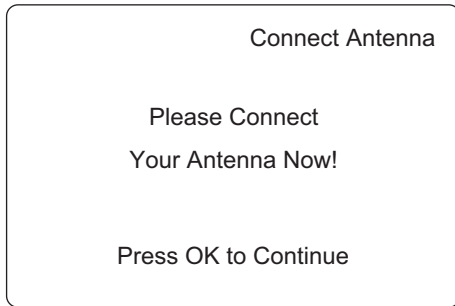 Connect Antenna
Please Connect
Your Antenna Now!
Press OK to Continue